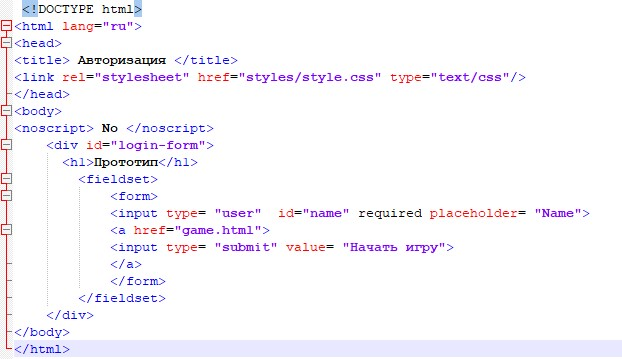 <!DOCTYPE html>
<html lang="ru">
<head>
<title> Авторизация </title>
<link rel="stylesheet" href="styles/style.css" type="text/css"/>
</head>
<body>
<noscript> No </noscript>
<div id="login-form">
<h1>Прототип</h1>
<fieldset>
<form>
<input type= "user"  id="name" required placeholder= "Name">
<a href="game.html">
<input type= "submit" value= "Начать игру">
</a>
</form>
</fieldset>
</div>
</body>
</html>